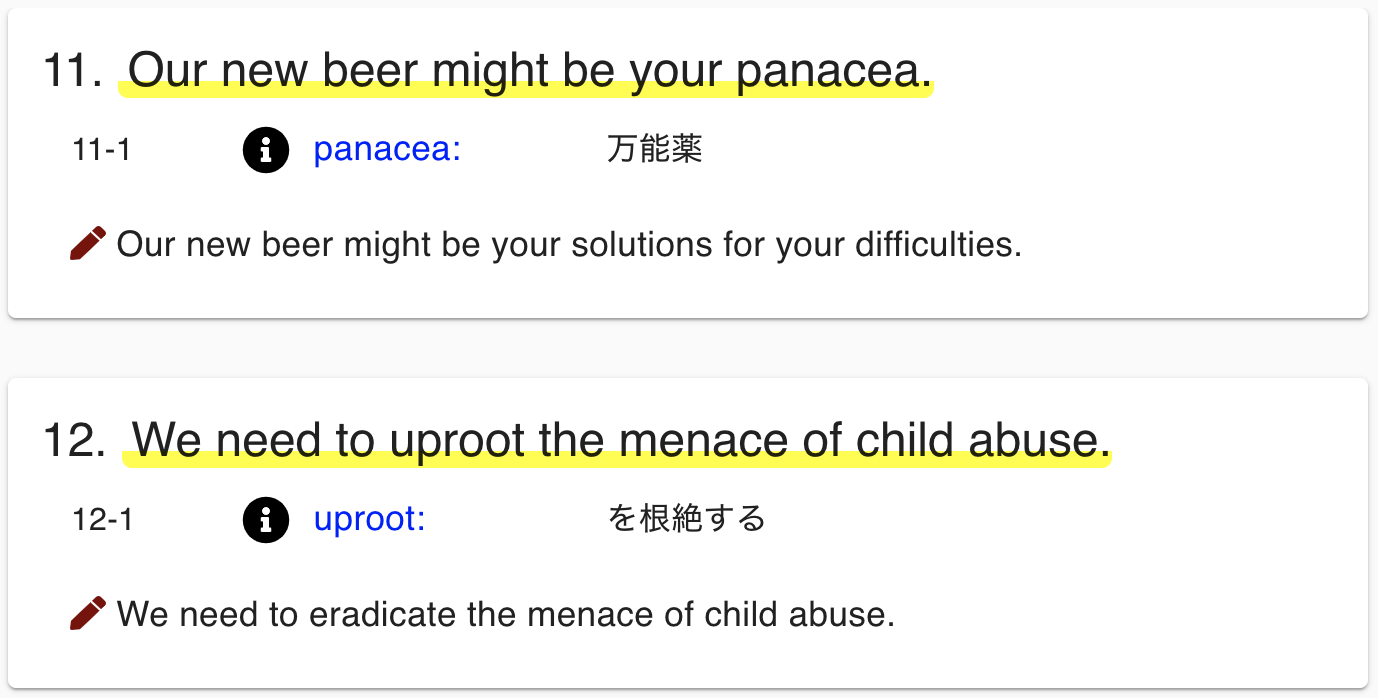 11. Our new beer might be your panacea.
11-1 panacea: 万能薬
Our new beer might be your solutions for your difficulties.
12. We need to uproot the menace of child abuse.
12-1 uproot: を根絶する
We need to eradicate the menace of child abuse.